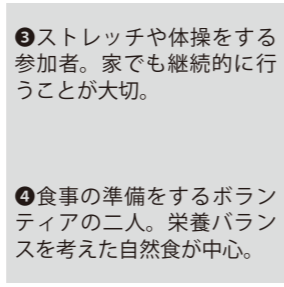 ❸ストレッチや体操をする
参加者。家でも継続的に行
うことが大切。
❹食事の準備をするボラン
ティアの二人。栄養バラン
スを考えた自然食が中心。